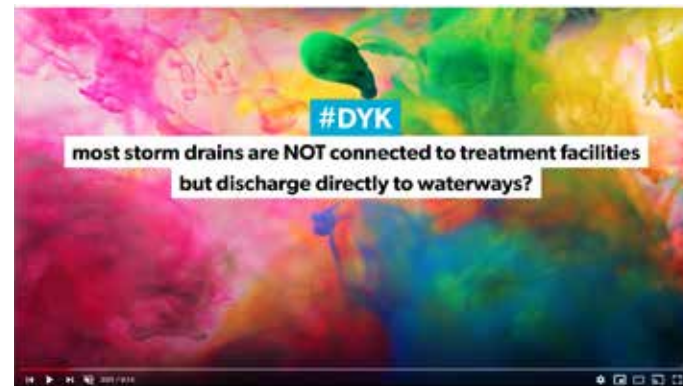 #DYK
most storm drains are NOT connected to treatment facilities
but discharge directly to waterways?